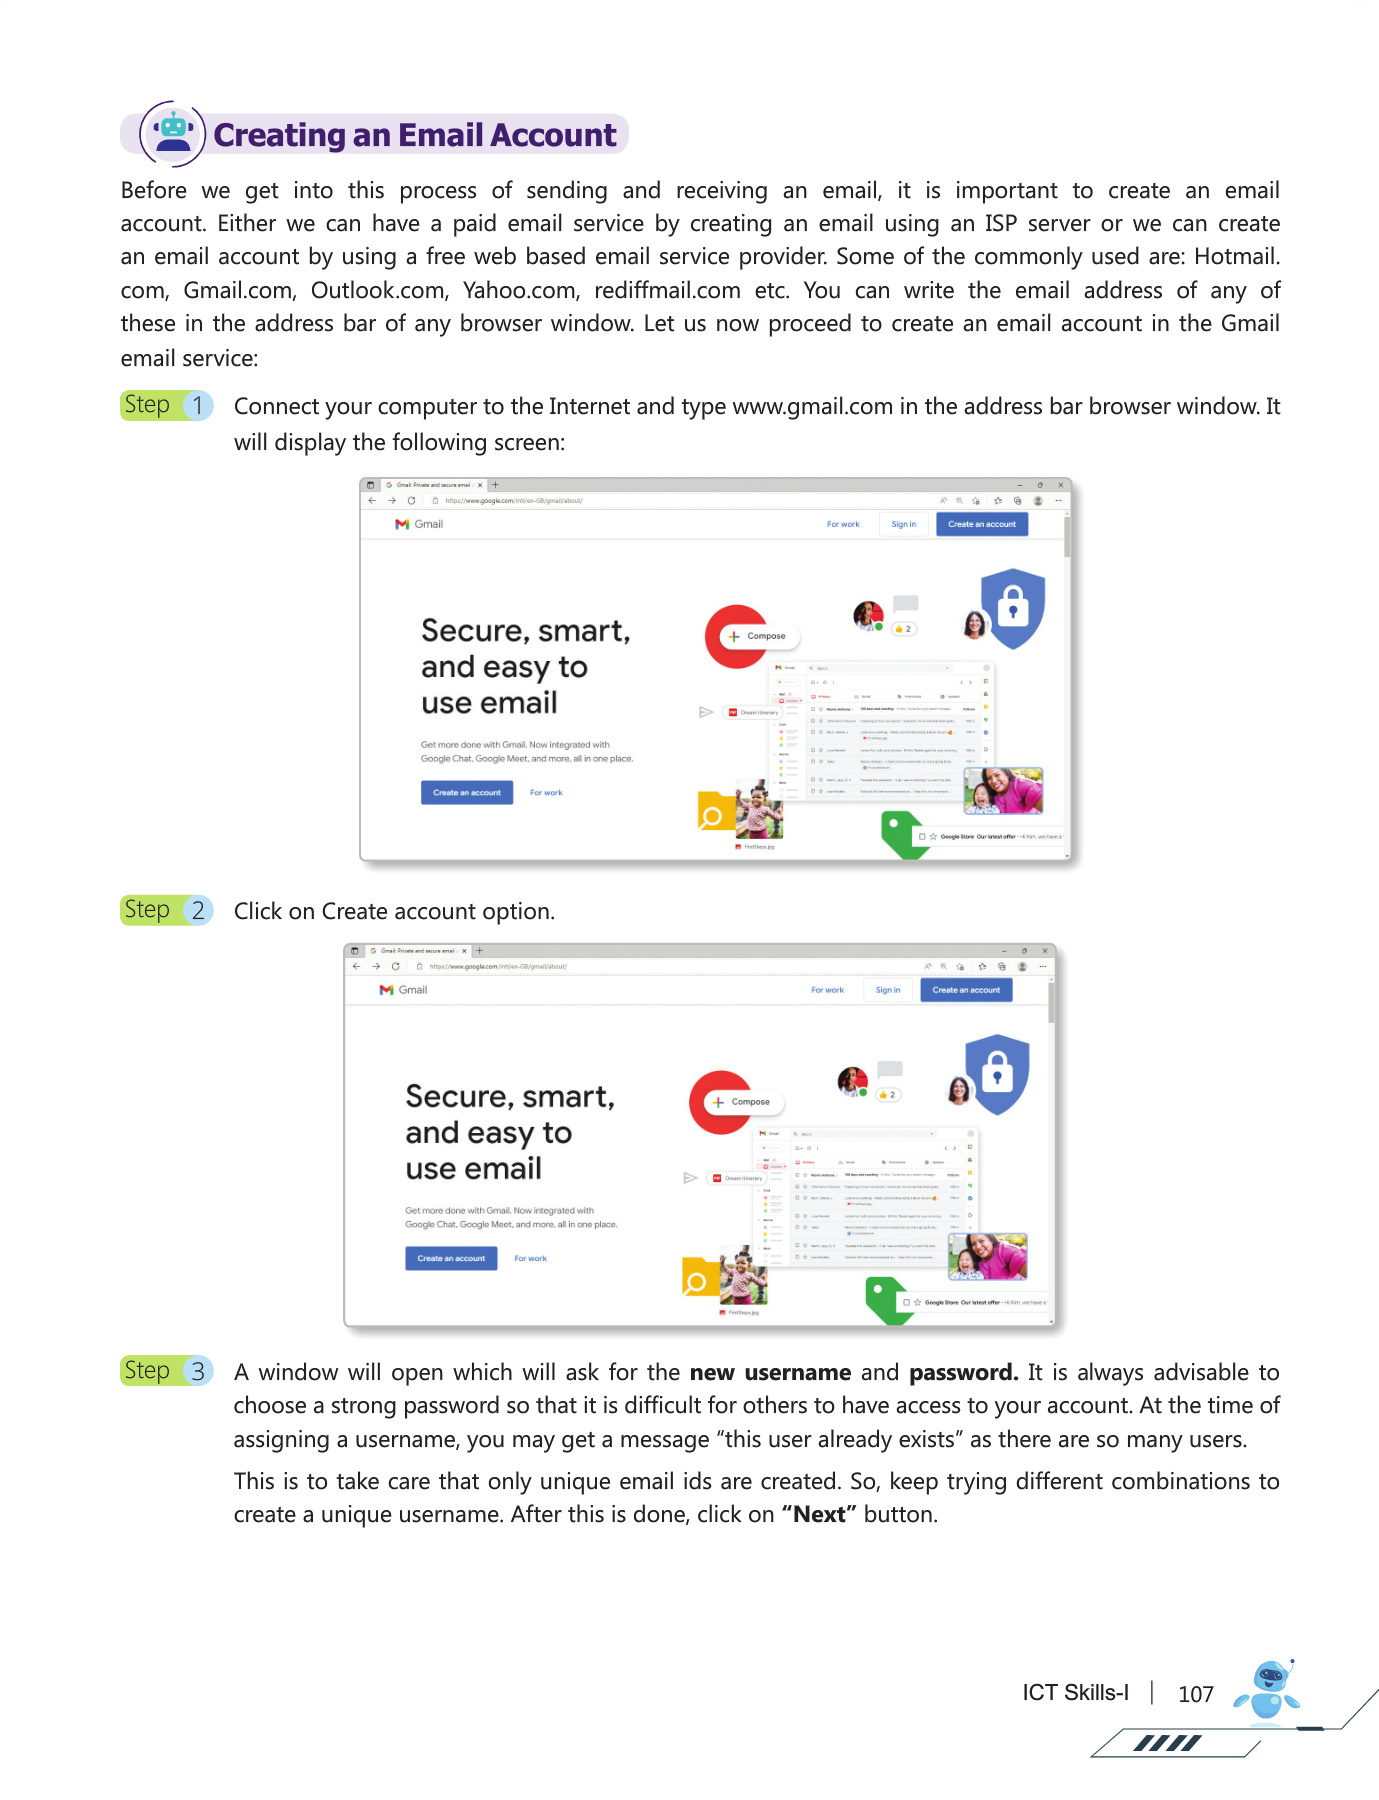 Creating an Email Account
Before we get into this process of sending and receiving an email, it is important to create an email
account. Either we can have a paid email service by creating an email using an ISP server or we can create
an email account by using a free web based email service provider. Some of the commonly used are: Hotmail.
com, Gmail.com, Outlook.com, Yahoo.com, rediffmail.com etc. You can write the email address of any of
these in the address bar of any browser window. Let us now proceed to create an email account in the Gmail
email service:
Step 1 Connect your computer to the Internet and type www.gmail.com in the address bar browser window. It
will display the following screen:
Gmail: Private and secure email
https://www.google.com/intl/en-GB/gmail/about/
Gmail For work Sign in Create an account
2
Compose
Secure, smart,
and easy to
use email
Dream itinerary
Get more done with Gmail. Now integrated with
Google Chat, Google Meet, and more, all in one place.
Create an account For work
Google Store Our latest offer - Hi Kim, we have a
FirstSteps.jpg
Step 2 Click on Create account option.
Gmail: Private and secure email
https://www.google.com/intl/en-GB/gmail/about/
Gmail For work Sign in Create an account
2
Compose
Secure, smart,
and easy to
use email
Dream itinerary
Get more done with Gmail. Now integrated with
Google Chat, Google Meet, and more, all in one place.
Create an account For work
Google Store Our latest offer - Hi Kim, we have a
FirstSteps.jpg
Step 3 A window will open which will ask for the new username and password. It is always advisable to
choose a strong password so that it is difficult for others to have access to your account. At the time of
assigning a username, you may get a message “this user already exists” as there are so many users.
This is to take care that only unique email ids are created. So, keep trying different combinations to
create a unique username. After this is done, click on “Next” button.
ICT Skills-I | 107